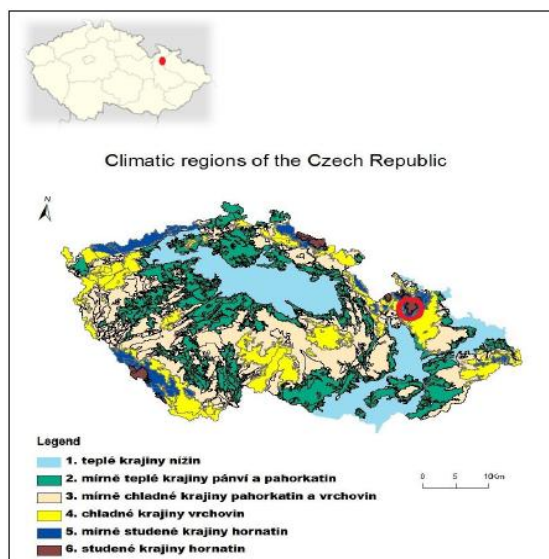 Climatic regions of the Czech Republic
N
Legend
1. teplé krajiny nížin
2. mírně teplé krajiny pánví a pahorkatin
3. mírně chladné krajiny pahorkatin a vrchovin
4. chladné krajiny vrchovin
5. mírně studené krajiny hornatin
6. studené krajiny hornatin
0 5 10Km